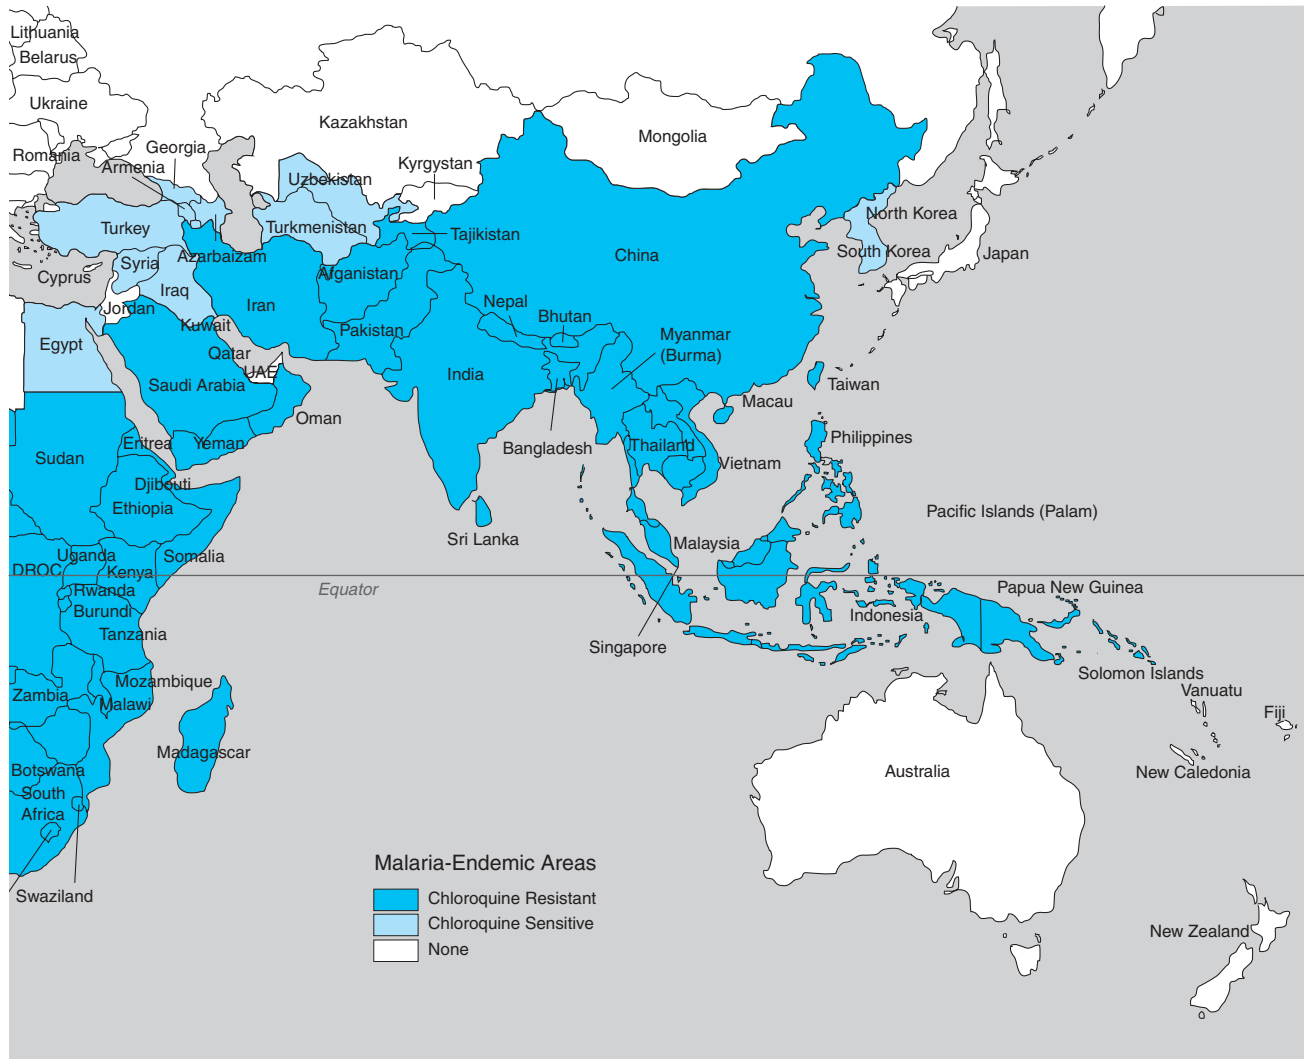 Lithuania
Belarus
Ukraine
Romania
Georgia
Armenia
Kazakhstan
Mongolia
Kyrgystan
Uzbekistan
Turkey
Turkmenistan
Tajikistan
North Korea
South Korea
Japan
Azarbaizam
China
Syria
Cyprus
Iraq
Iran
Afganistan
Jordan
Kuwait
Pakistan
Nepal
Bhutan
Myanmar
(Burma)
Egypt
Qatar
UAE
Saudi Arabia
India
Taiwan
Macau
Oman
Eritrea
Yeman
Bangladesh
Thailand
Philippines
Vietnam
Sudan
Djibouti
Ethiopia
Pacific Islands (Palam)
Sri Lanka
Malaysia
Uganda
Somalia
DROC
Kenya
Equator
Rwanda
Papua New Guinea
Burundi
Indonesia
Tanzania
Singapore
Mozambique
Solomon Islands
Zambia
Malawi
Vanuatu
Fiji
Madagascar
Botswana
Australia
New Caledonia
South
Africa
Swaziland
Malaria-Endemic Areas
Chloroquine Resistant
Chloroquine Sensitive
None
New Zealand